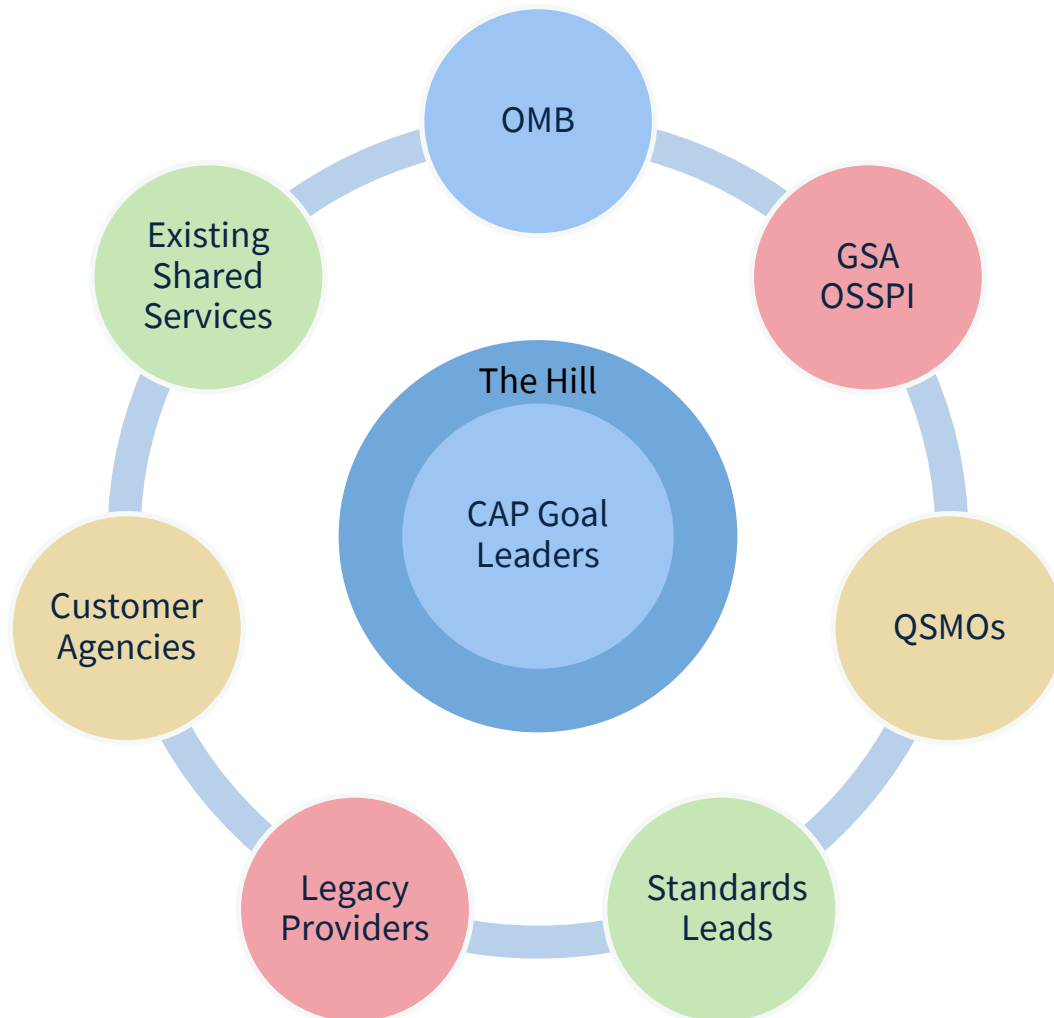 OMB
GSA
OSSPI
QSMOs
Standards
Leads
Legacy
Providers
Customer
Agencies
Existing
Shared
Services
The Hill
CAP Goal
Leaders